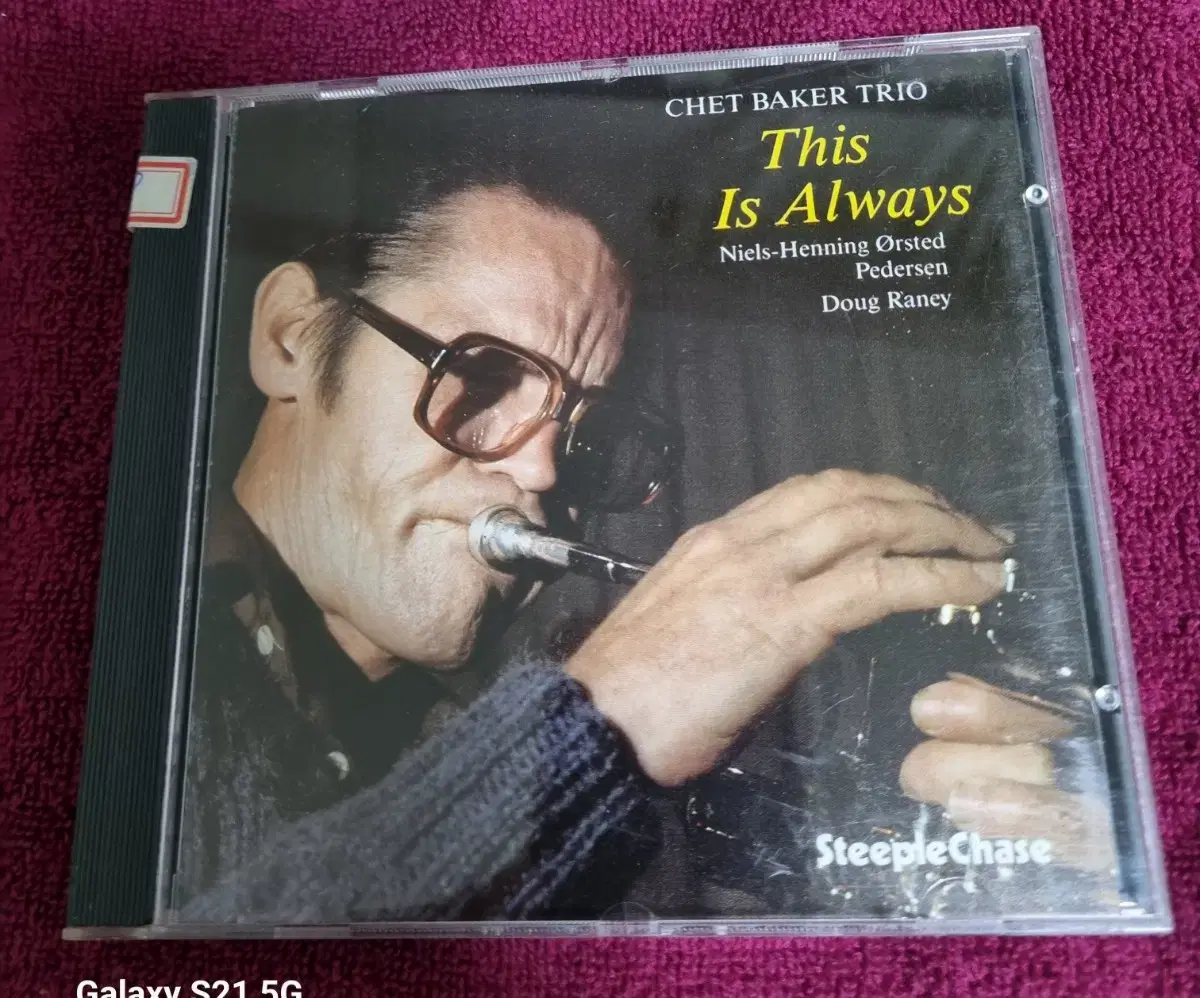 CHET BAKER TRIO
This
Is Always
Niels-Henning Ørsted
Pedersen
Doug Raney
SteepleChase
Galaxy S21 5G